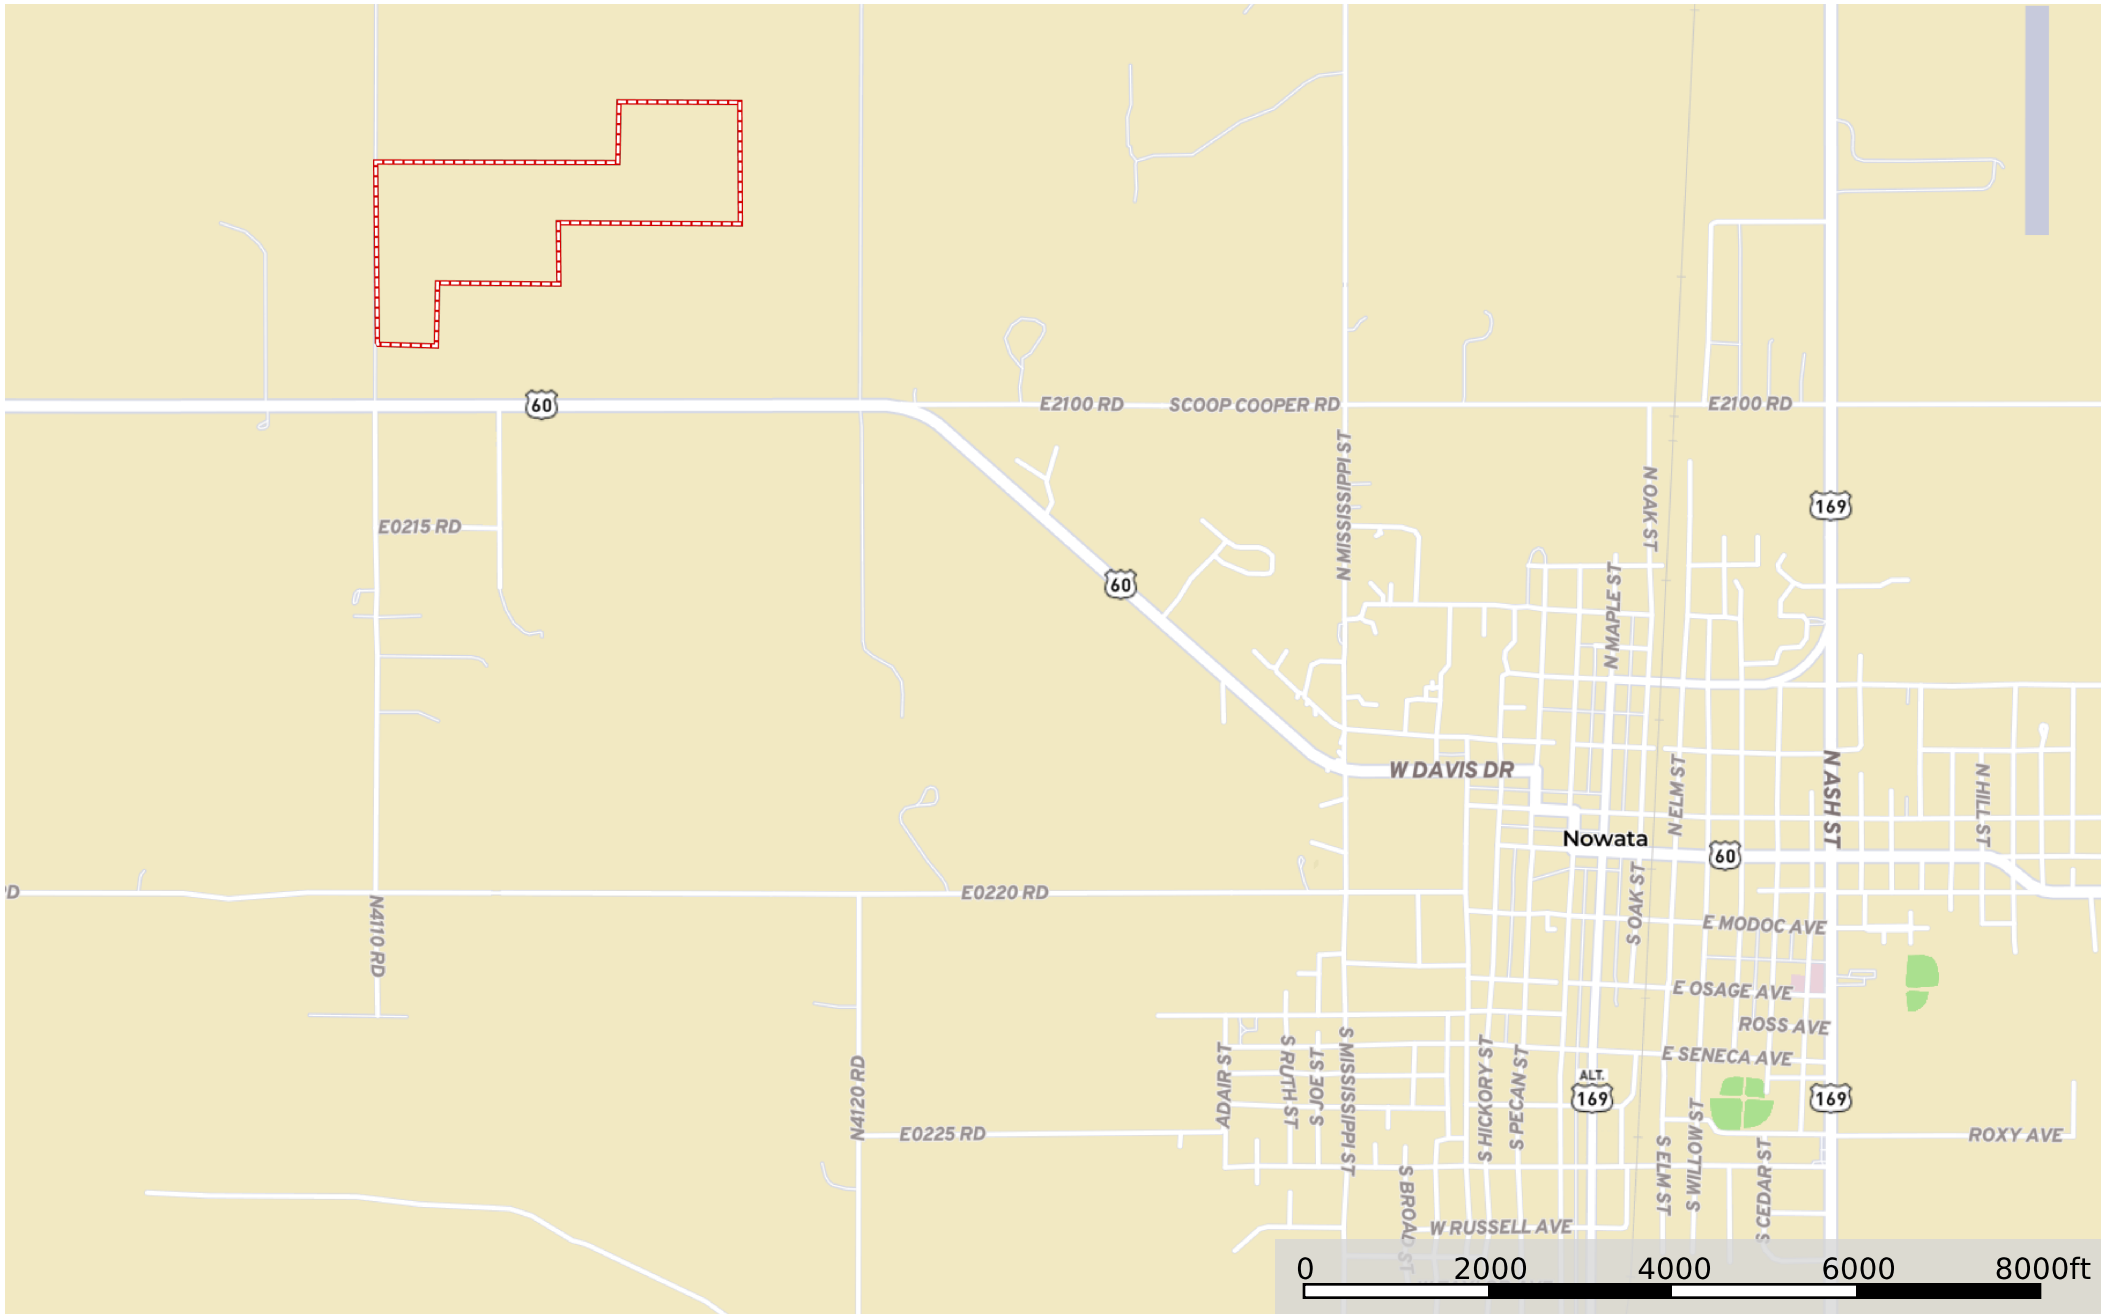 60
E2100 RD
SCOOP COOPER RD
E2100 RD
N MISSISSIPPI ST
N OAK ST
169
E0215 RD
60
N MAPLE ST
W DAVIS DR
N ELM ST
N ASH ST
N HILL ST
Nowata
60
D
E0220 RD
S OAK ST
N4110 RD
E MODOC AVE
E OSAGE AVE
ROSS AVE
E SENECA AVE
N4120 RD
ADAIR ST
S RUTH ST
S JOE ST
S MISSISSIPPI ST
S HICKORY ST
S PECAN ST
ALT.
169
169
E0225 RD
ROXY AVE
S ELM ST
S WILLOW ST
S CEDAR ST
S BROAD ST
W RUSSELL AVE
0 2000 4000 6000 8000ft